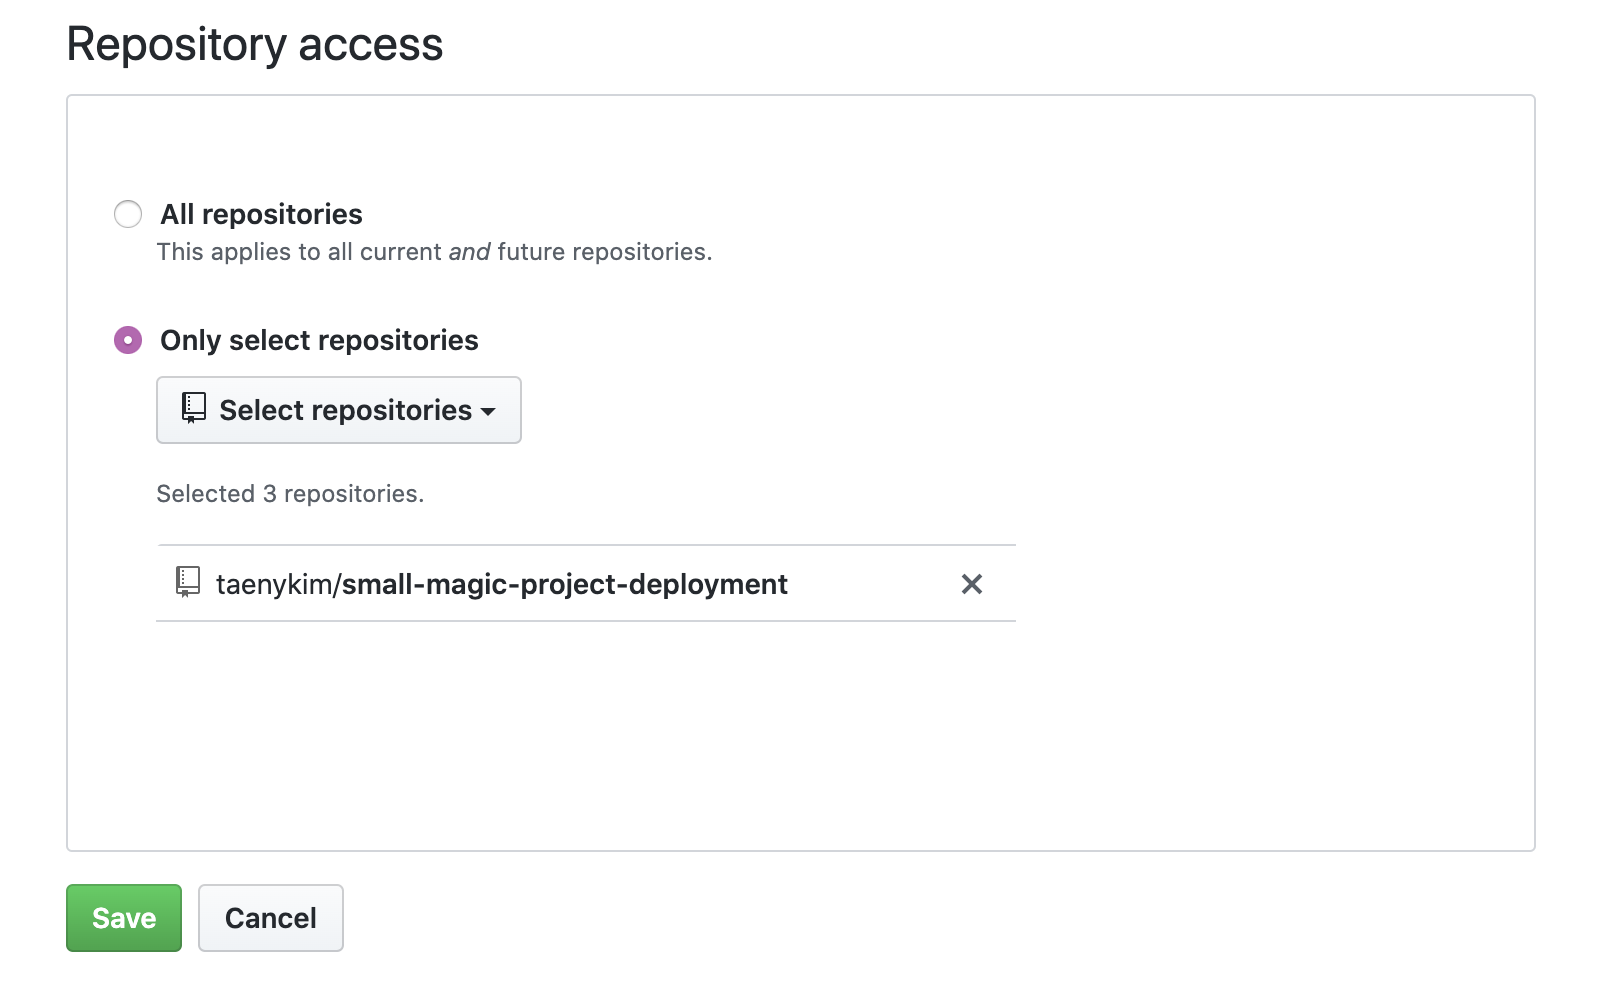 Repository access
All repositories
This applies to all current and future repositories.
Only select repositories
Select repositories
Selected 3 repositories.
taenykim/small-magic-project-deployment
Save
Cancel